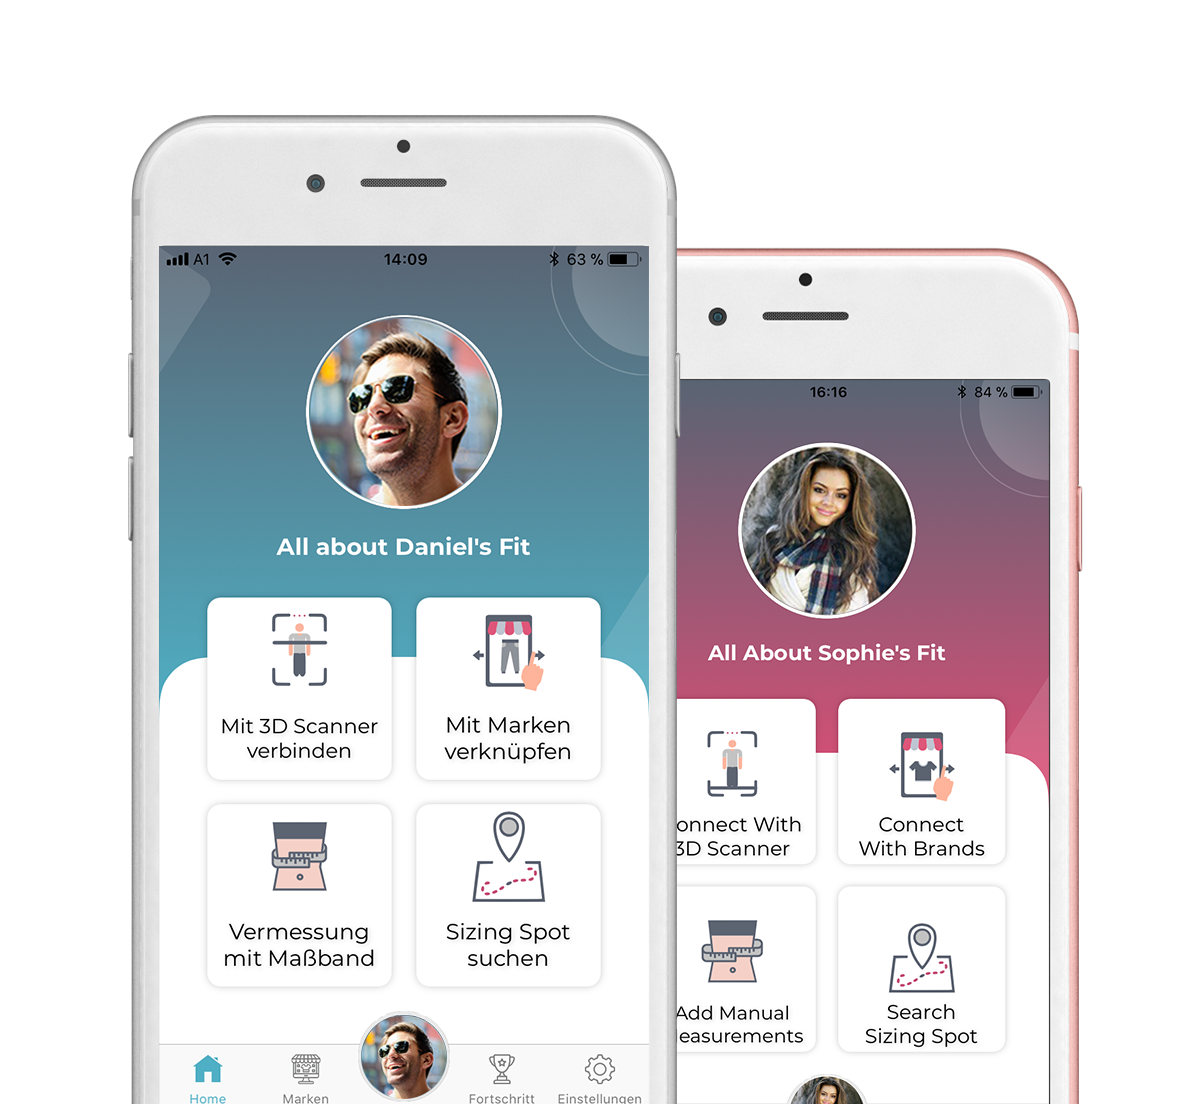 A1
14:09
63 %
All about Daniel's Fit
Mit 3D Scanner
verbinden
Mit Marken
verknüpfen
Vermessung
mit Maßband
Sizing Spot
suchen
Home
Marken
Fortschritt
Einstellungen
16:16
84 %
All About Sophie's Fit
onnect With
3D Scanner
Connect
With Brands
Add Manual
easurements
Search
Sizing Spot